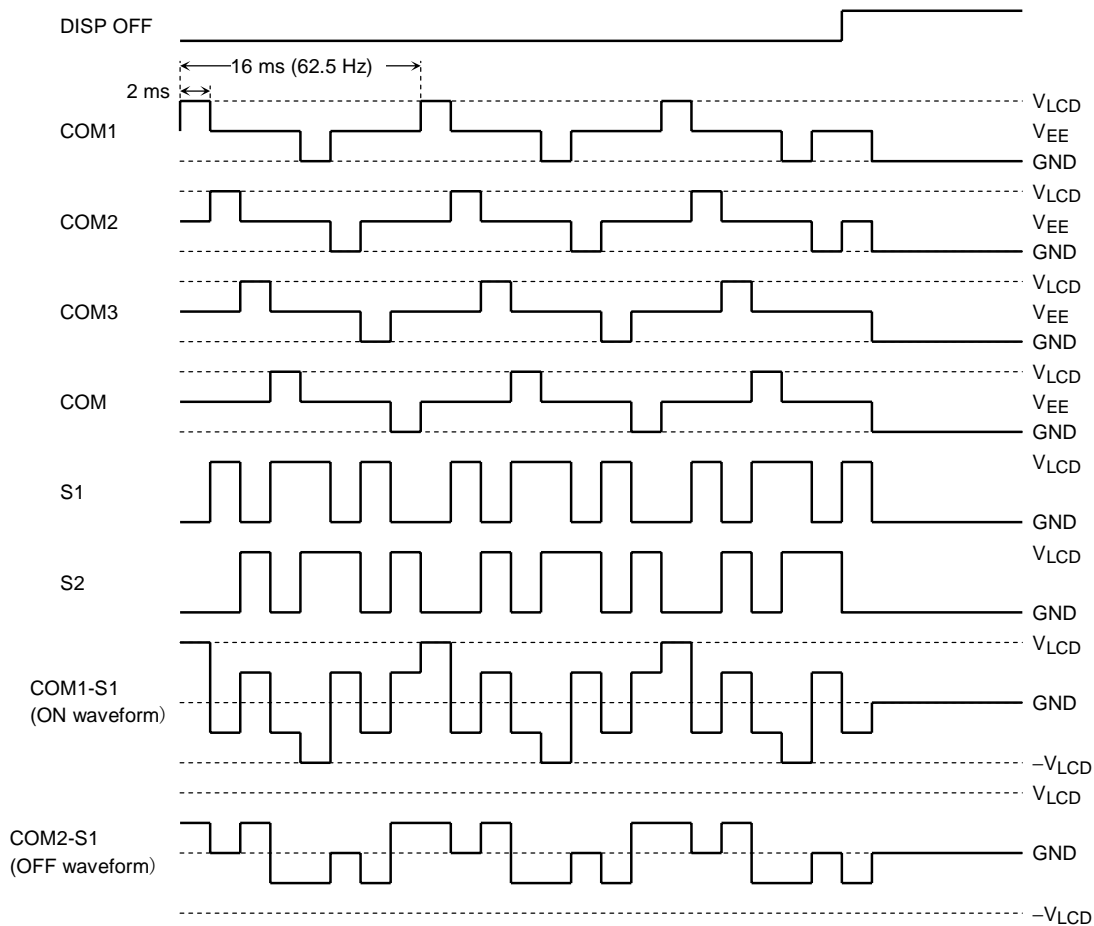 DISP OFF
16 ms (62.5 Hz)
2 ms
COM1
VLCD
VEE
GND
COM2
VLCD
VEE
GND
COM3
VLCD
VEE
GND
COM
VLCD
VEE
GND
S1
VLCD
GND
S2
VLCD
GND
COM1-S1
(ON waveform)
VLCD
GND
−VLCD
COM2-S1
(OFF waveform)
VLCD
GND
−VLCD